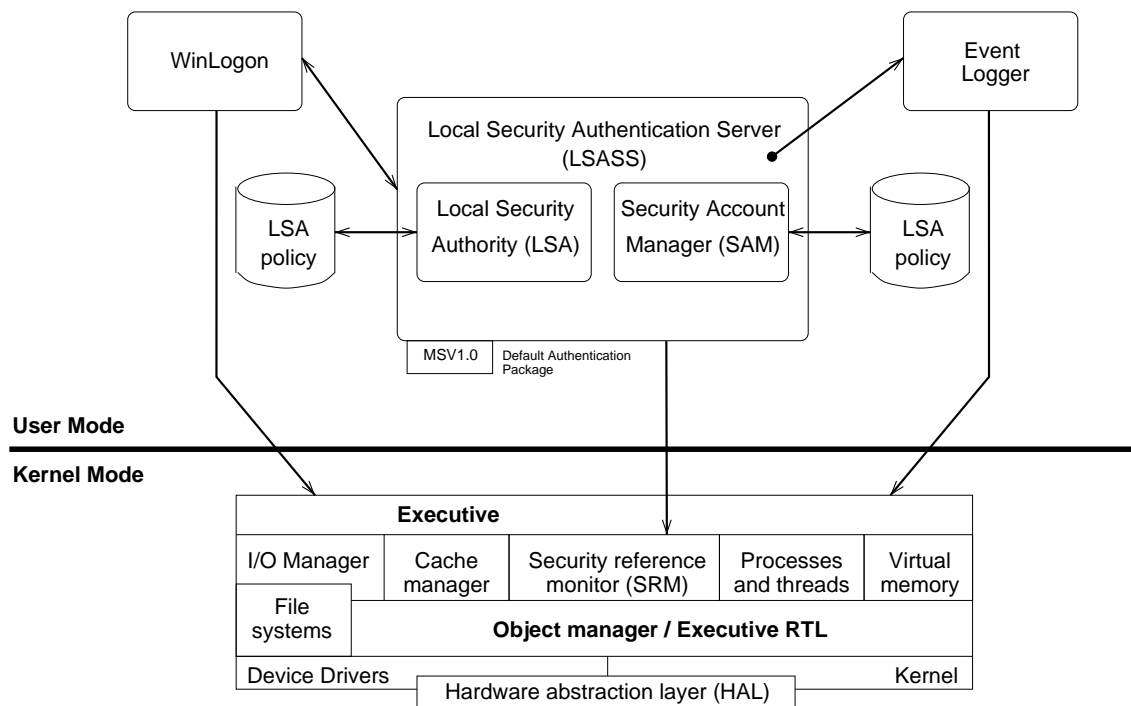 WinLogon
Event
Logger
Local Security Authentication Server
(LSASS)
LSA
policy
Local Security
Authority (LSA)
Security Account
Manager (SAM)
LSA
policy
MSV1.0
Default Authentication
Package
User Mode
Kernel Mode
Executive
I/O Manager
Cache
manager
Security reference
monitor (SRM)
Processes
and threads
Virtual
memory
File
systems
Object manager / Executive RTL
Device Drivers
Kernel
Hardware abstraction layer (HAL)